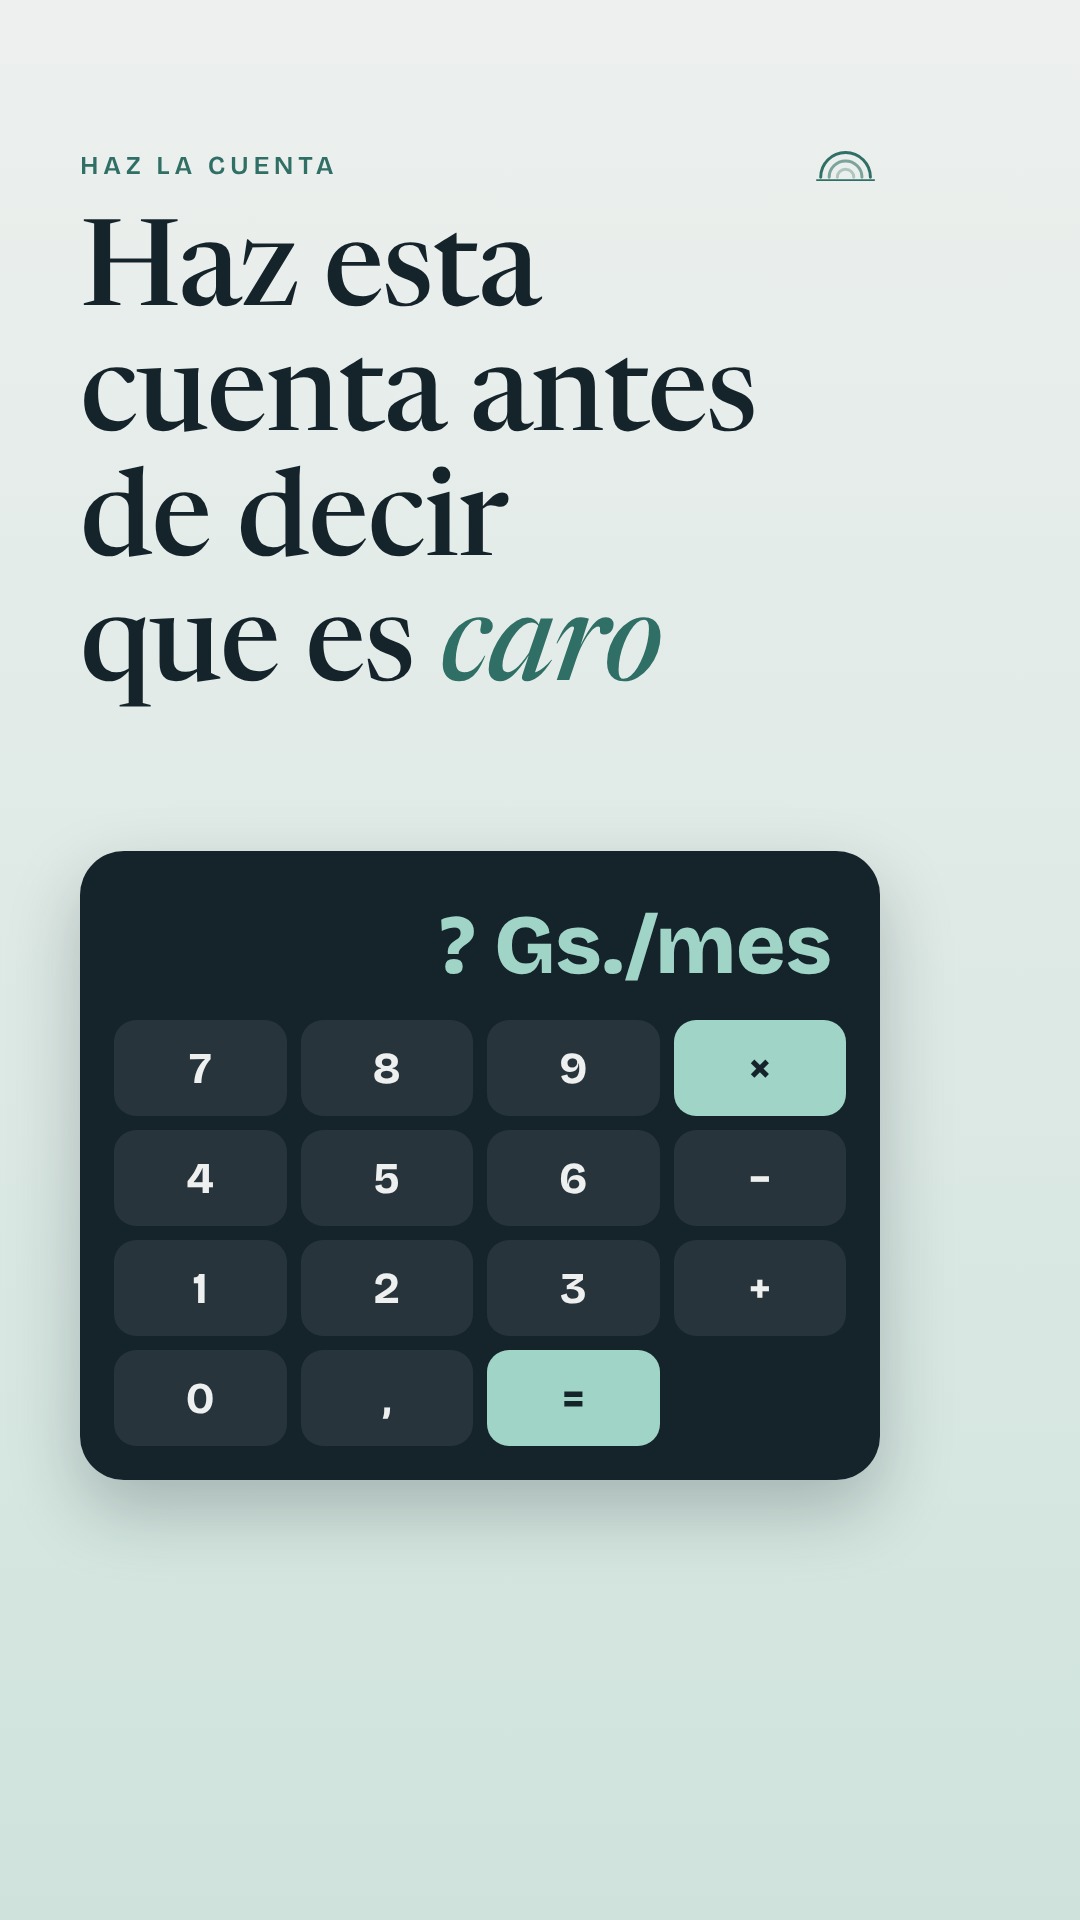 HAZ LA CUENTA
Haz esta
cuenta antes
de decir
que es caro
? Gs./mes
7 8 9 ×
4 5 6 −
1 2 3 +
0 , =